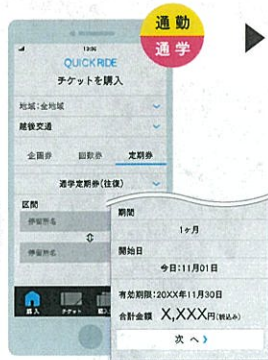 通勤
通学
QUICKRIDE
チケットを購入
地域:全地域
越後交通
企画券 回数券 定期券
通学定期券(往復)
区間
停留所名
停留所名
購入 チケット
期間
1ヶ月
開始日
今日:11月01日
有効期限:20XX年11月30日
合計金額 X,XXX円(税込み)
次へ>